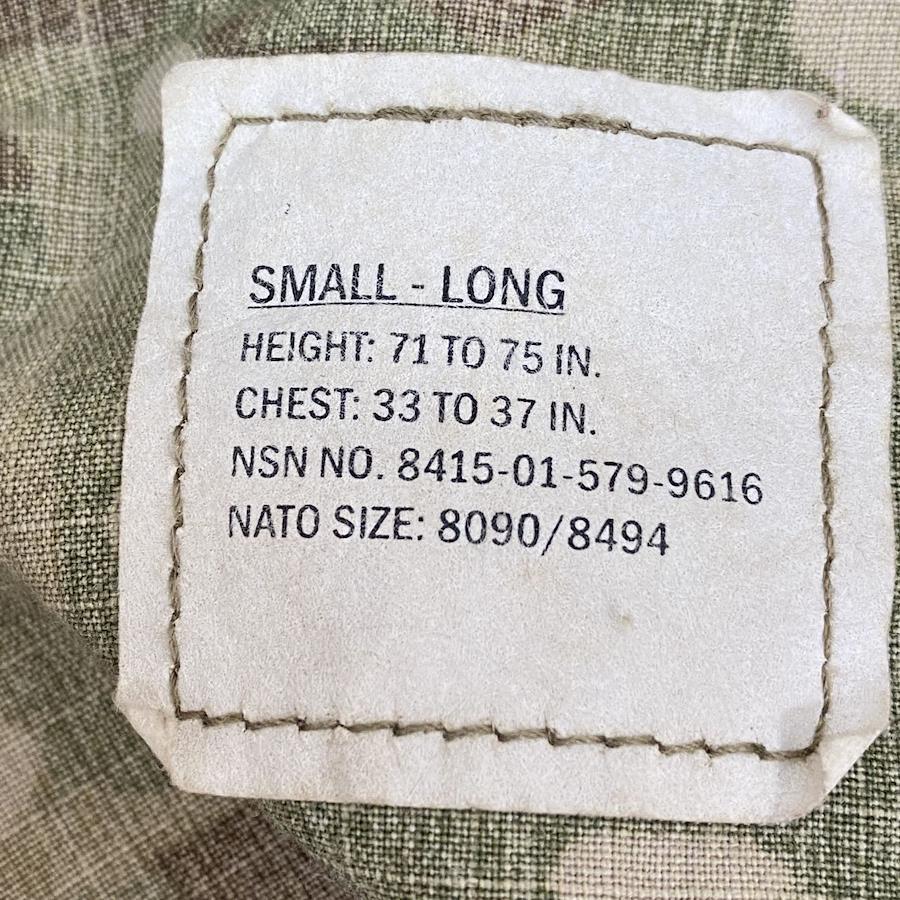 SMALL - LONG
HEIGHT: 71 TO 75 IN.
CHEST: 33 TO 37 IN.
NSN NO. 8415-01-579-9616
NATO SIZE: 8090/8494